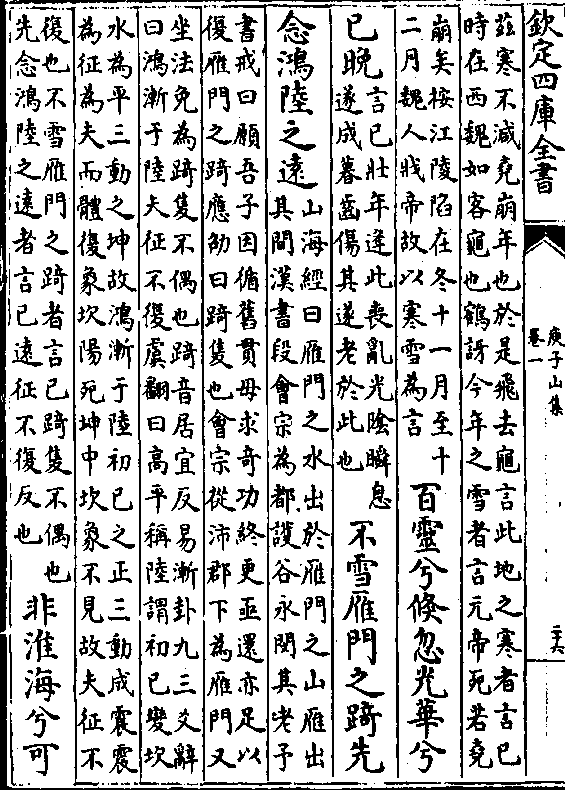 欽定四庫全書
庾子山集
卷一
二十六
茲寒不減堯崩年也於是飛去龜言此地之寒者言已
時在西魏如客龜也鶴訝今年之雪者言元帝死若堯
崩矣按江陵陷在冬十一月至十
二月魏人戕帝故以寒雪為言
百靈兮倏忽光華兮
已晚
言已壯年逢此喪亂光陰瞬息
遂成暮齒傷其遂老於此也
不雪雁門之踦先
念鴻陸之遠
山海經曰雁門之水出於雁門之山雁出
其間漢書段會宗為都護谷永閔其老予
書戒曰願吾子因循舊貫毋求奇功終更亟還亦足以
復雁門之踦應劭曰踦隻也會宗從沛郡下為雁門又
坐法免為踦隻不偶也踦音居宜反易漸卦九三爻辭
曰鴻漸于陸夫征不復虞翻曰高平稱陸謂初已變坎
水為平三動之坤故鴻漸于陸初已之正三動成震震
為征為夫而體復象坎陽死坤中坎象不見故夫征不
復也不雪雁門之踦者言已踦隻不偶也
先念鴻陸之遠者言已遠征不復反也
非淮海兮可